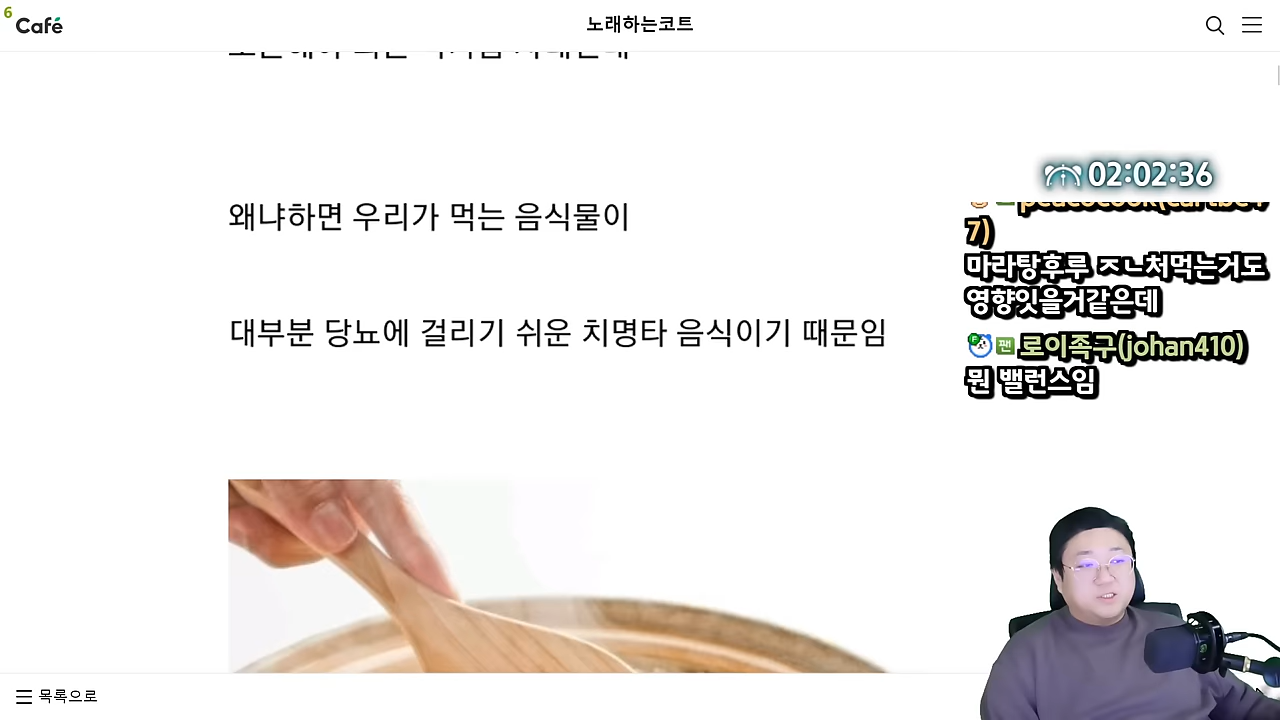 6
Café
노래하는코트
02:02:36
7)
왜냐하면 우리가 먹는 음식물이
마라탕후루 ㅈㄴ처먹는거도
영향잇을거같은데
대부분 당뇨에 걸리기 쉬운 치명타 음식이기 때문임
팬 로이족구(johan410)
뭔 밸런스임
목록으로